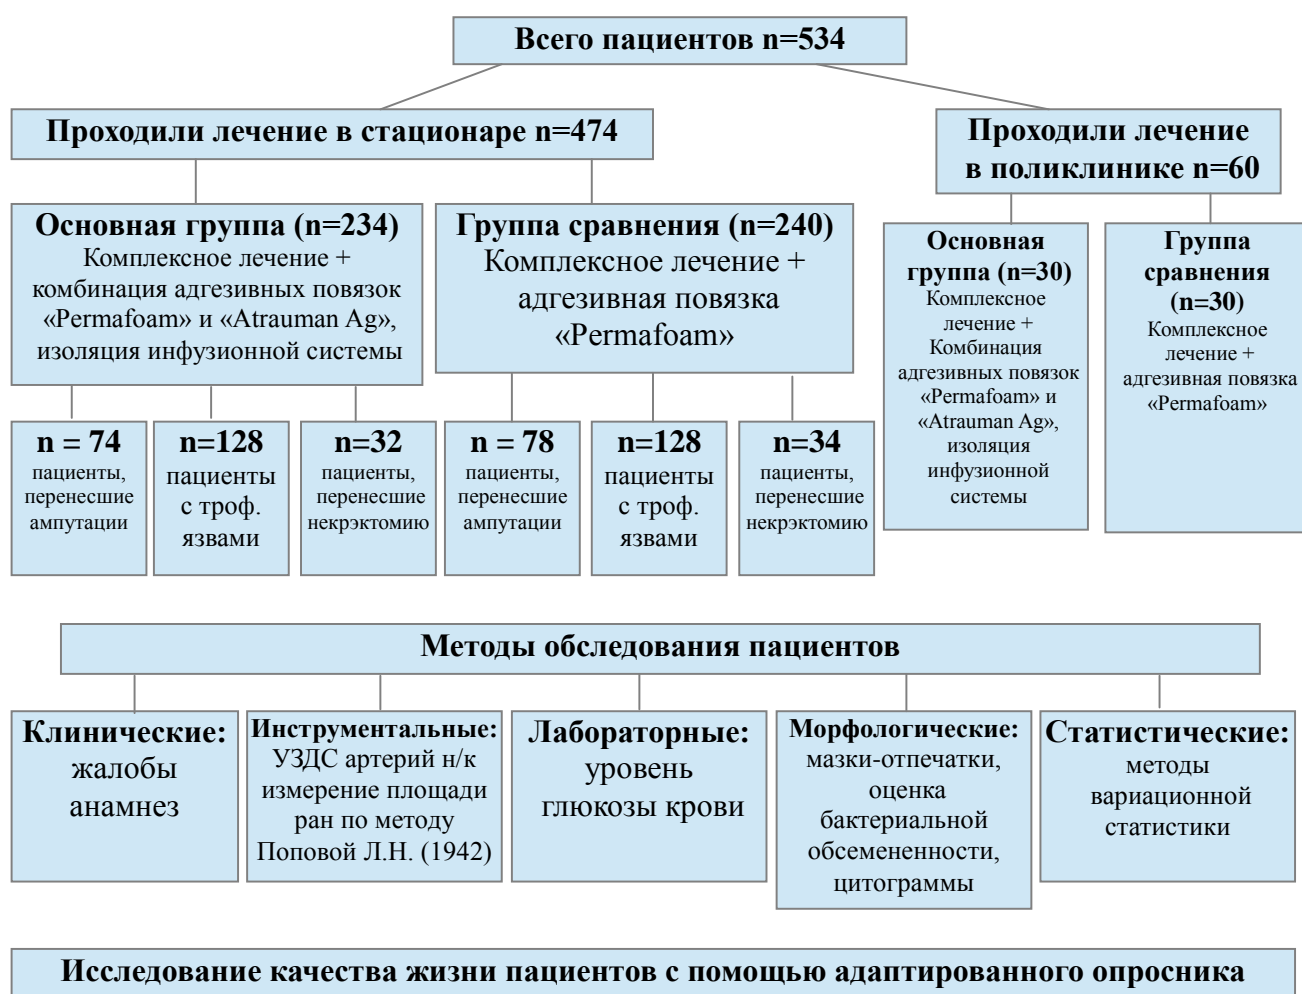 Всего пациентов n=534
Проходили лечение в стационаре n=474
Проходили лечение
в поликлинике n=60
Основная группа (n=234)
Комплексное лечение +
комбинация адгезивных повязок
«Permafoam» и «Atrauman Ag»,
изоляция инфузионной системы
Группа сравнения (n=240)
Комплексное лечение +
адгезивная повязка
«Permafoam»
Основная
группа (n=30)
Комплексное
лечение +
Комбинация
адгезивных повязок
«Permafoam» и
«Atrauman Ag»,
изоляция
инфузионной
системы
Группа
сравнения
(n=30)
Комплексное
лечение +
адгезивная повязка
«Permafoam»
n = 74
пациенты,
перенесшие
ампутации
n=128
пациенты
с троф.
язвами
n=32
пациенты,
перенесшие
некрэктомию
n = 78
пациенты,
перенесшие
ампутации
n=128
пациенты
с троф.
язвами
n=34
пациенты,
перенесшие
некрэктомию
Методы обследования пациентов
Клинические:
жалобы
анамнез
Инструментальные:
УЗДС артерий н/к
измерение площади
ран по методу
Поповой Л.Н. (1942)
Лабораторные:
уровень
глюкозы крови
Морфологические:
мазки-отпечатки,
оценка
бактериальной
обсемененности,
цитограммы
Статистические:
методы
вариационной
статистики
Исследование качества жизни пациентов с помощью адаптированного опросника